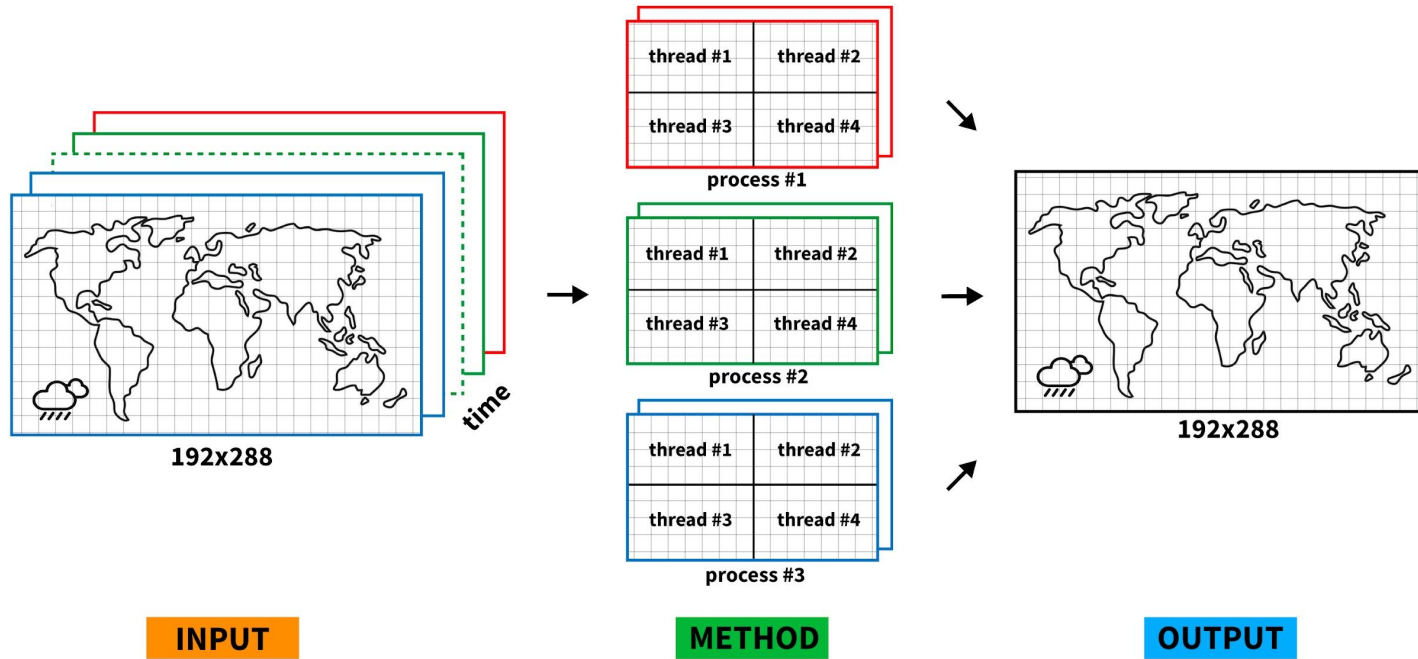 time
192x288
INPUT
thread #1 thread #2
thread #3 thread #4
process #1
thread #1 thread #2
thread #3 thread #4
process #2
thread #1 thread #2
thread #3 thread #4
process #3
METHOD
192x288
OUTPUT